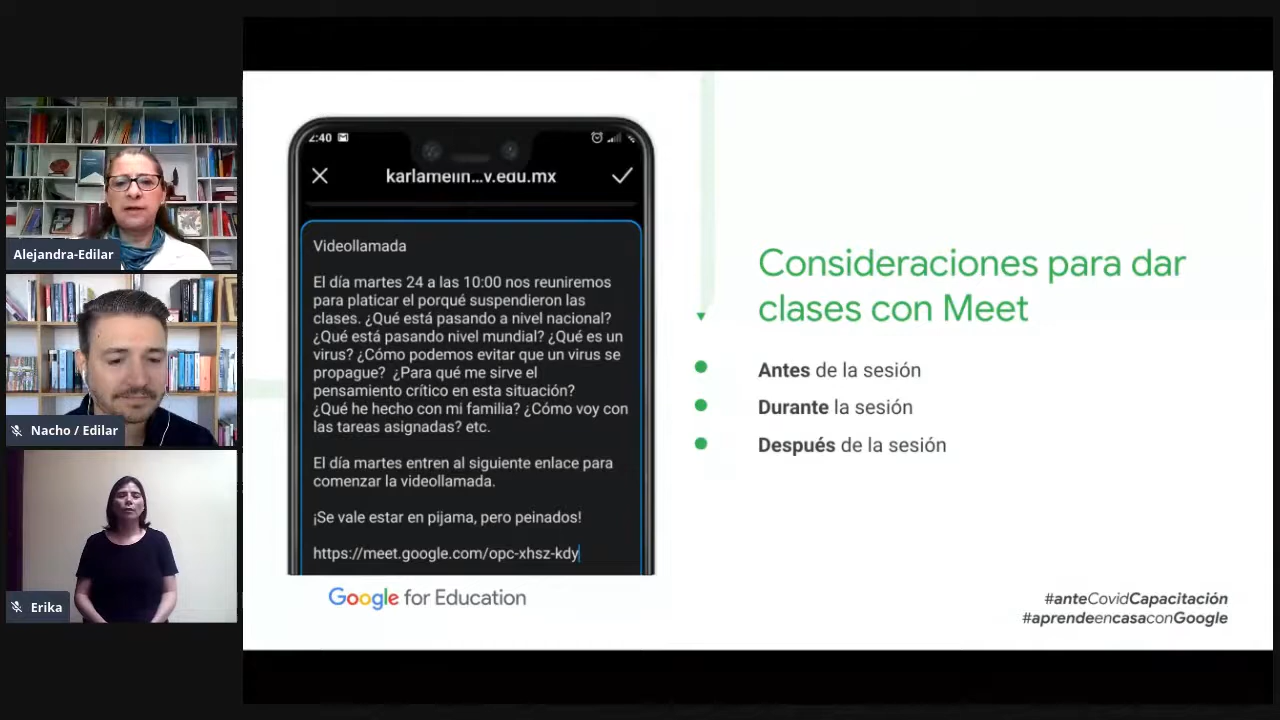 Alejandra-Edilar
Nacho / Edilar
Erika
2:40
karlamelin...v.edu.mx
Videollamada
El día martes 24 a las 10:00 nos reuniremos
para platicar el porqué suspendieron las
clases. ¿Qué está pasando a nivel nacional?
¿Qué está pasando nivel mundial? ¿Qué es un
virus? ¿Cómo podemos evitar que un virus se
propague? ¿Para qué me sirve el
pensamiento crítico en esta situación?
¿Qué he hecho con mi familia? ¿Cómo voy con
las tareas asignadas? etc.
El día martes entren al siguiente enlace para
comenzar la videollamada.
¡Se vale estar en pijama, pero peinados!
https://meet.google.com/opc-xhsz-kdy
Google for Education
Consideraciones para dar
clases con Meet
Antes de la sesión
Durante la sesión
Después de la sesión
#anteCovidCapacitación
#aprendeencasaconGoogle